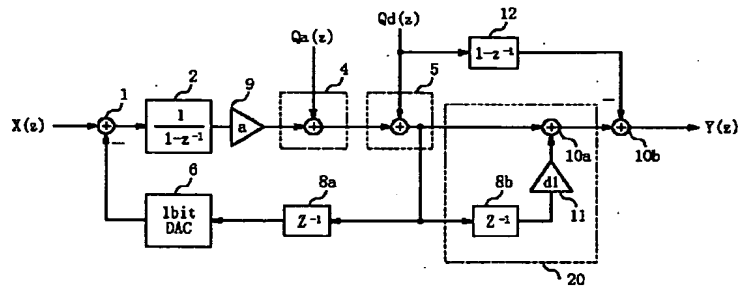 Qa(z)
Qd(z)
12
1-z⁻¹
1
2
9
4
5
X(z)
1
1-z⁻¹
a
−
−
10a
10b
Y(z)
6
1bit
DAC
8a
Z⁻¹
8b
Z⁻¹
d1
11
20